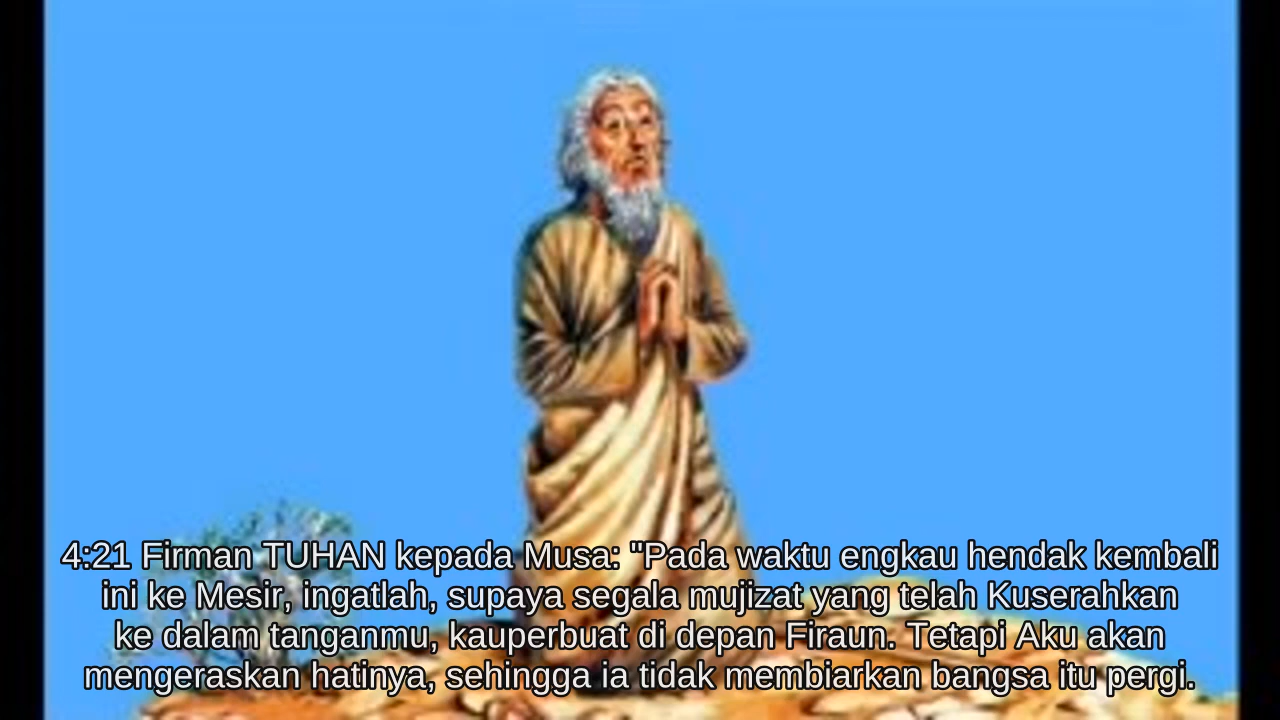 4:21 Firman TUHAN kepada Musa: "Pada waktu engkau hendak kembali
ini ke Mesir, ingatlah, supaya segala mujizat yang telah Kuserahkan
ke dalam tanganmu, kauperbuat di depan Firaun. Tetapi Aku akan
mengeraskan hatinya, sehingga ia tidak membiarkan bangsa itu pergi.